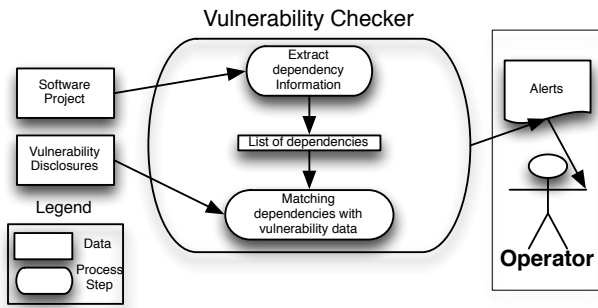 Vulnerability Checker
Software
Project
Vulnerability
Disclosures
Extract
dependency
Information
List of dependencies
Matching
dependencies with
vulnerability data
Alerts
Operator
Legend
Data
Process
Step